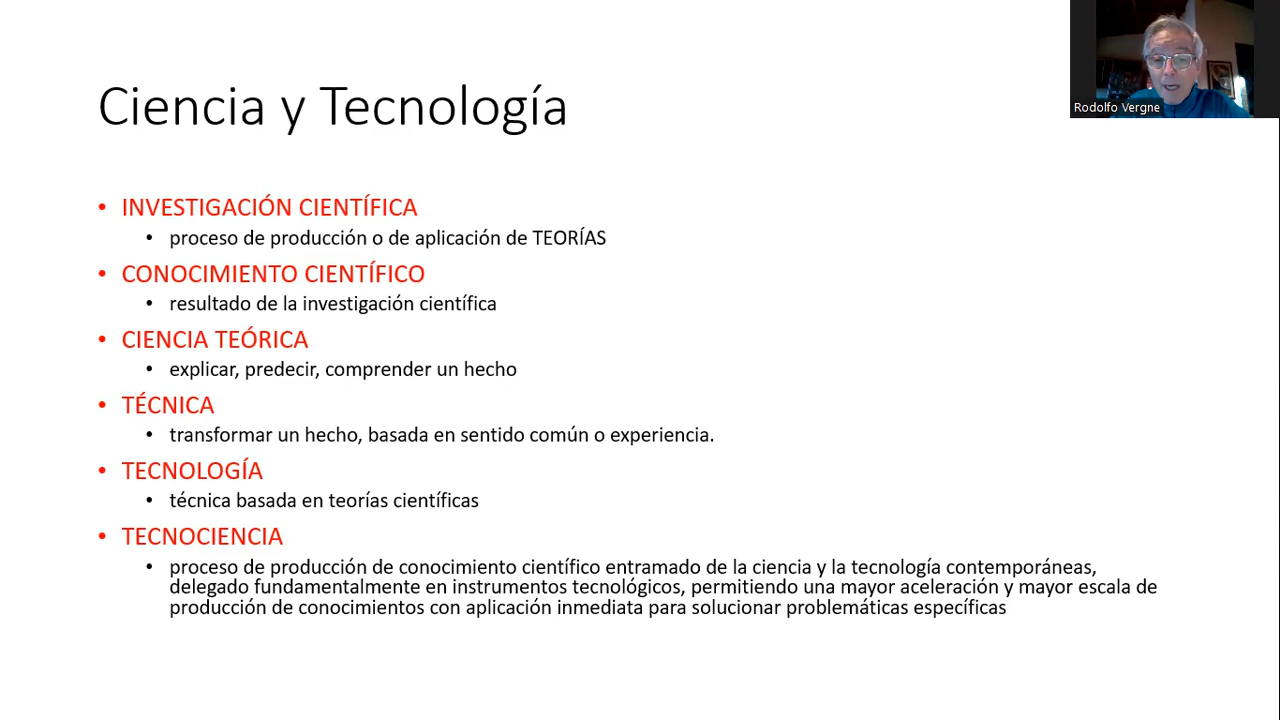 Ciencia y Tecnología
Rodolfo Vergne
• INVESTIGACIÓN CIENTÍFICA
• proceso de producción o de aplicación de TEORÍAS
• CONOCIMIENTO CIENTÍFICO
• resultado de la investigación científica
• CIENCIA TEÓRICA
• explicar, predecir, comprender un hecho
• TÉCNICA
• transformar un hecho, basada en sentido común o experiencia.
• TECNOLOGÍA
• técnica basada en teorías científicas
• TECNOCIENCIA
• proceso de producción de conocimiento científico entramado de la ciencia y la tecnología contemporáneas,
delegado fundamentalmente en instrumentos tecnológicos, permitiendo una mayor aceleración y mayor escala de
producción de conocimientos con aplicación inmediata para solucionar problemáticas específicas